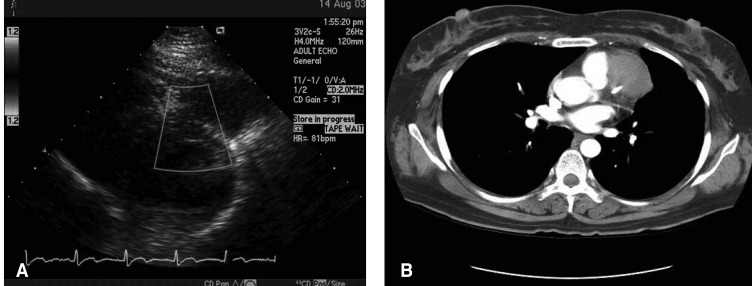 14 Aug 03
1:55:20 pm
3V2c-S 26Hz
H4.0MHz 120mm
ADULT ECHO
General
T1/-1/ 0/V:A
1/2 CD:2.0MHz
CD Gain = 31
Store in progress
TAPE WAIT
HR= 81bpm
1.2
1.2
A
CD Pan
CD Pos/Size
B